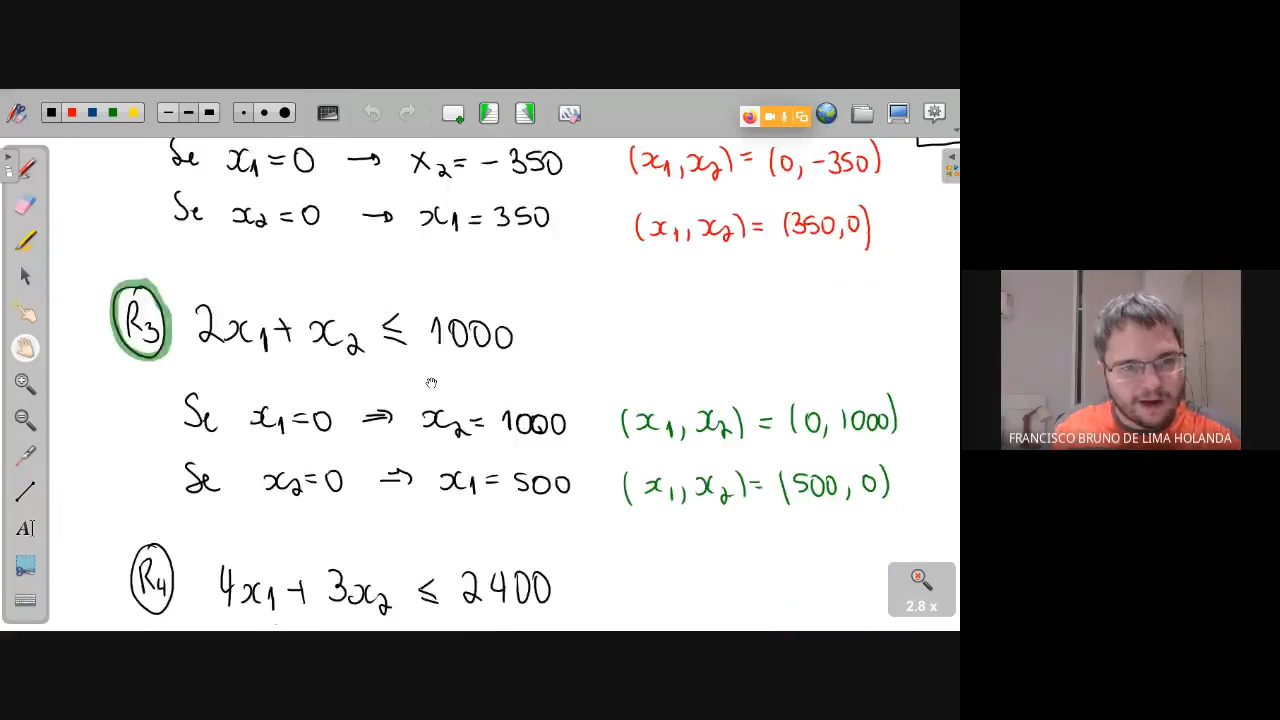 Se x₁ = 0 → x₂ = -350 (x₁, x₂) = (0, -350)
Se x₂ = 0 → x₁ = 350 (x₁, x₂) = (350, 0)
R₃ 2x₁ + x₂ ≤ 1000
Se x₁ = 0 ⇒ x₂ = 1000 (x₁, x₂) = (0, 1000)
Se x₂ = 0 ⇒ x₁ = 500 (x₁, x₂) = (500, 0)
R₄ 4x₁ + 3x₂ ≤ 2400
2.8 x
FRANCISCO BRUNO DE LIMA HOLANDA